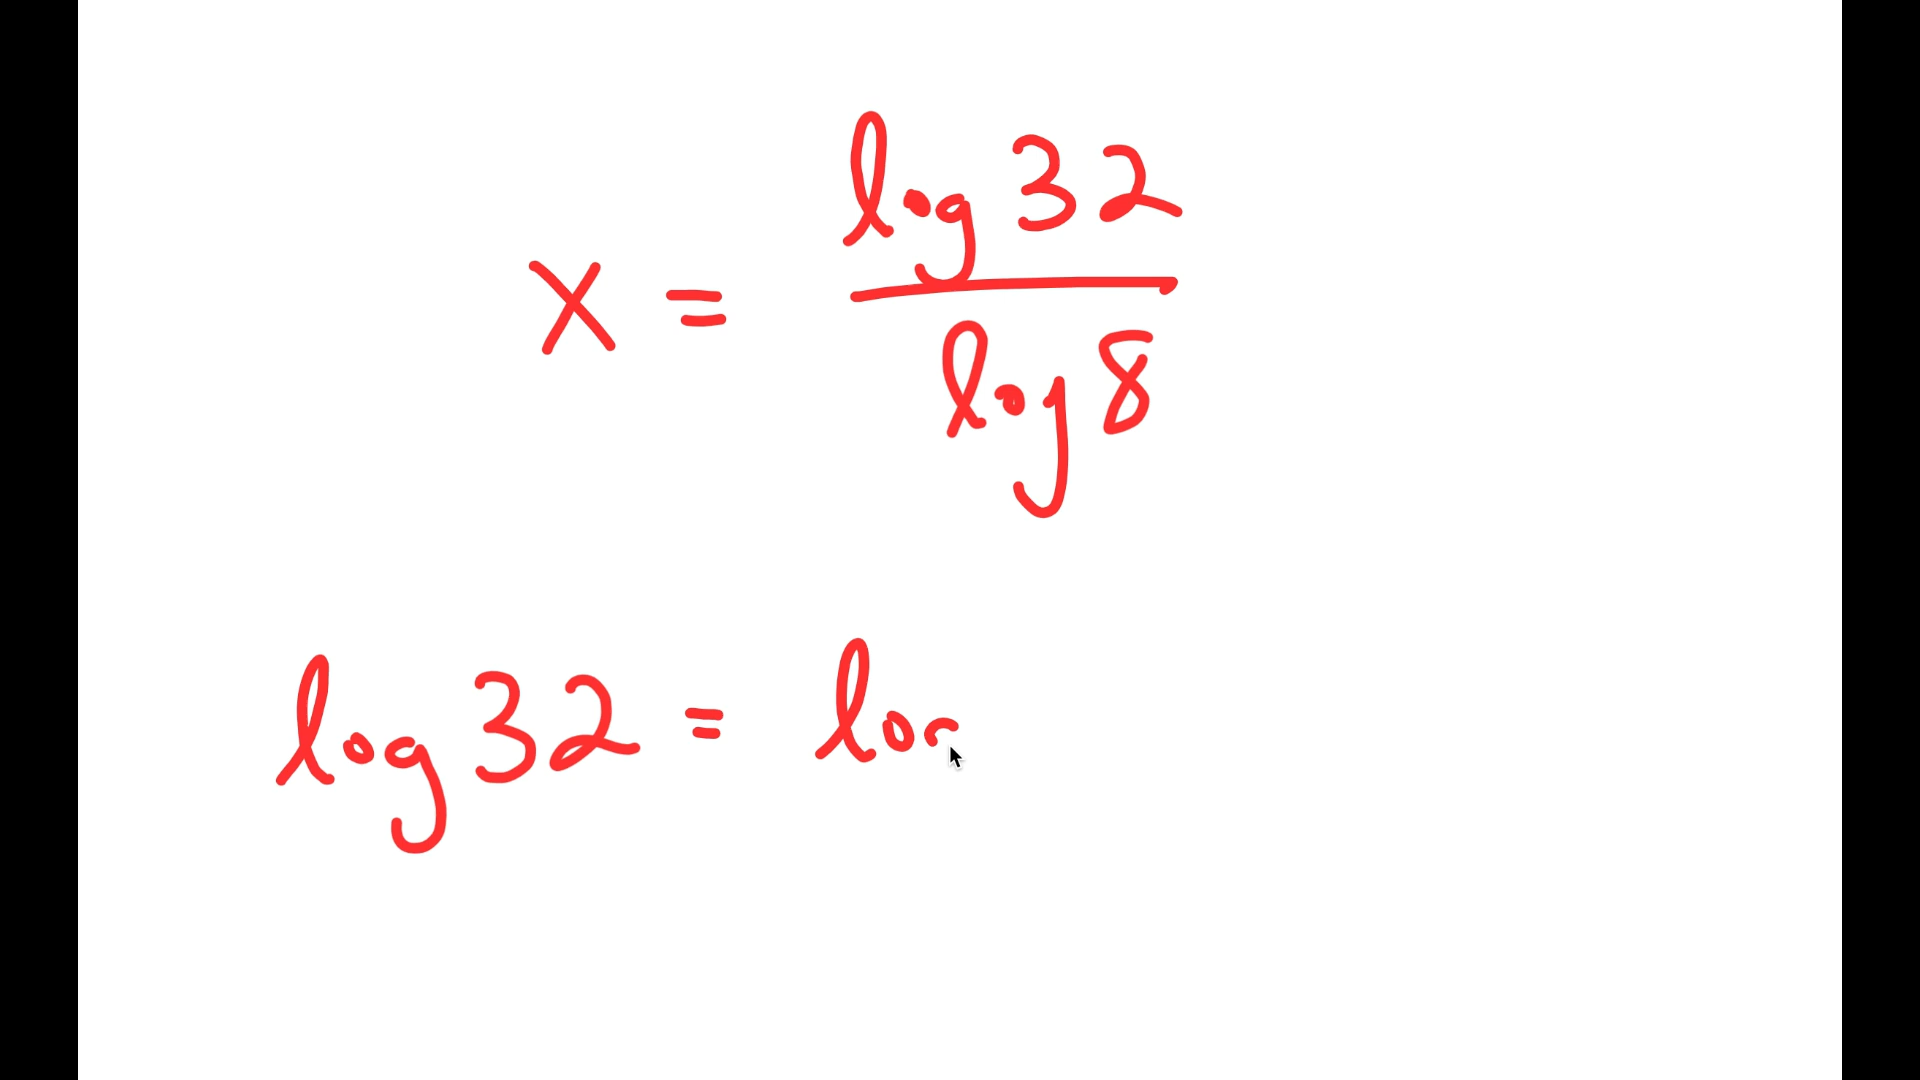 x = log 32 / log 8
log 32 = lo